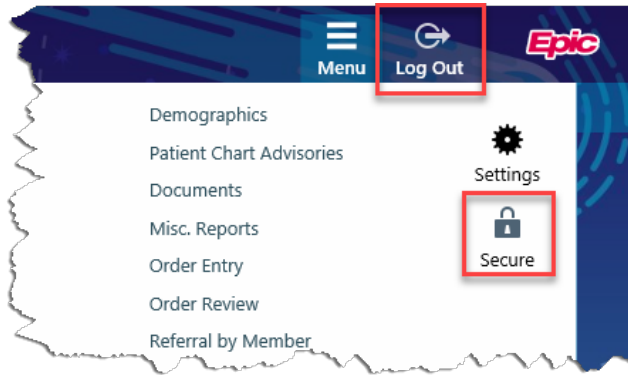 Menu
Log Out
Epic
Demographics
Patient Chart Advisories
Documents
Misc. Reports
Order Entry
Order Review
Referral by Member
Settings
Secure